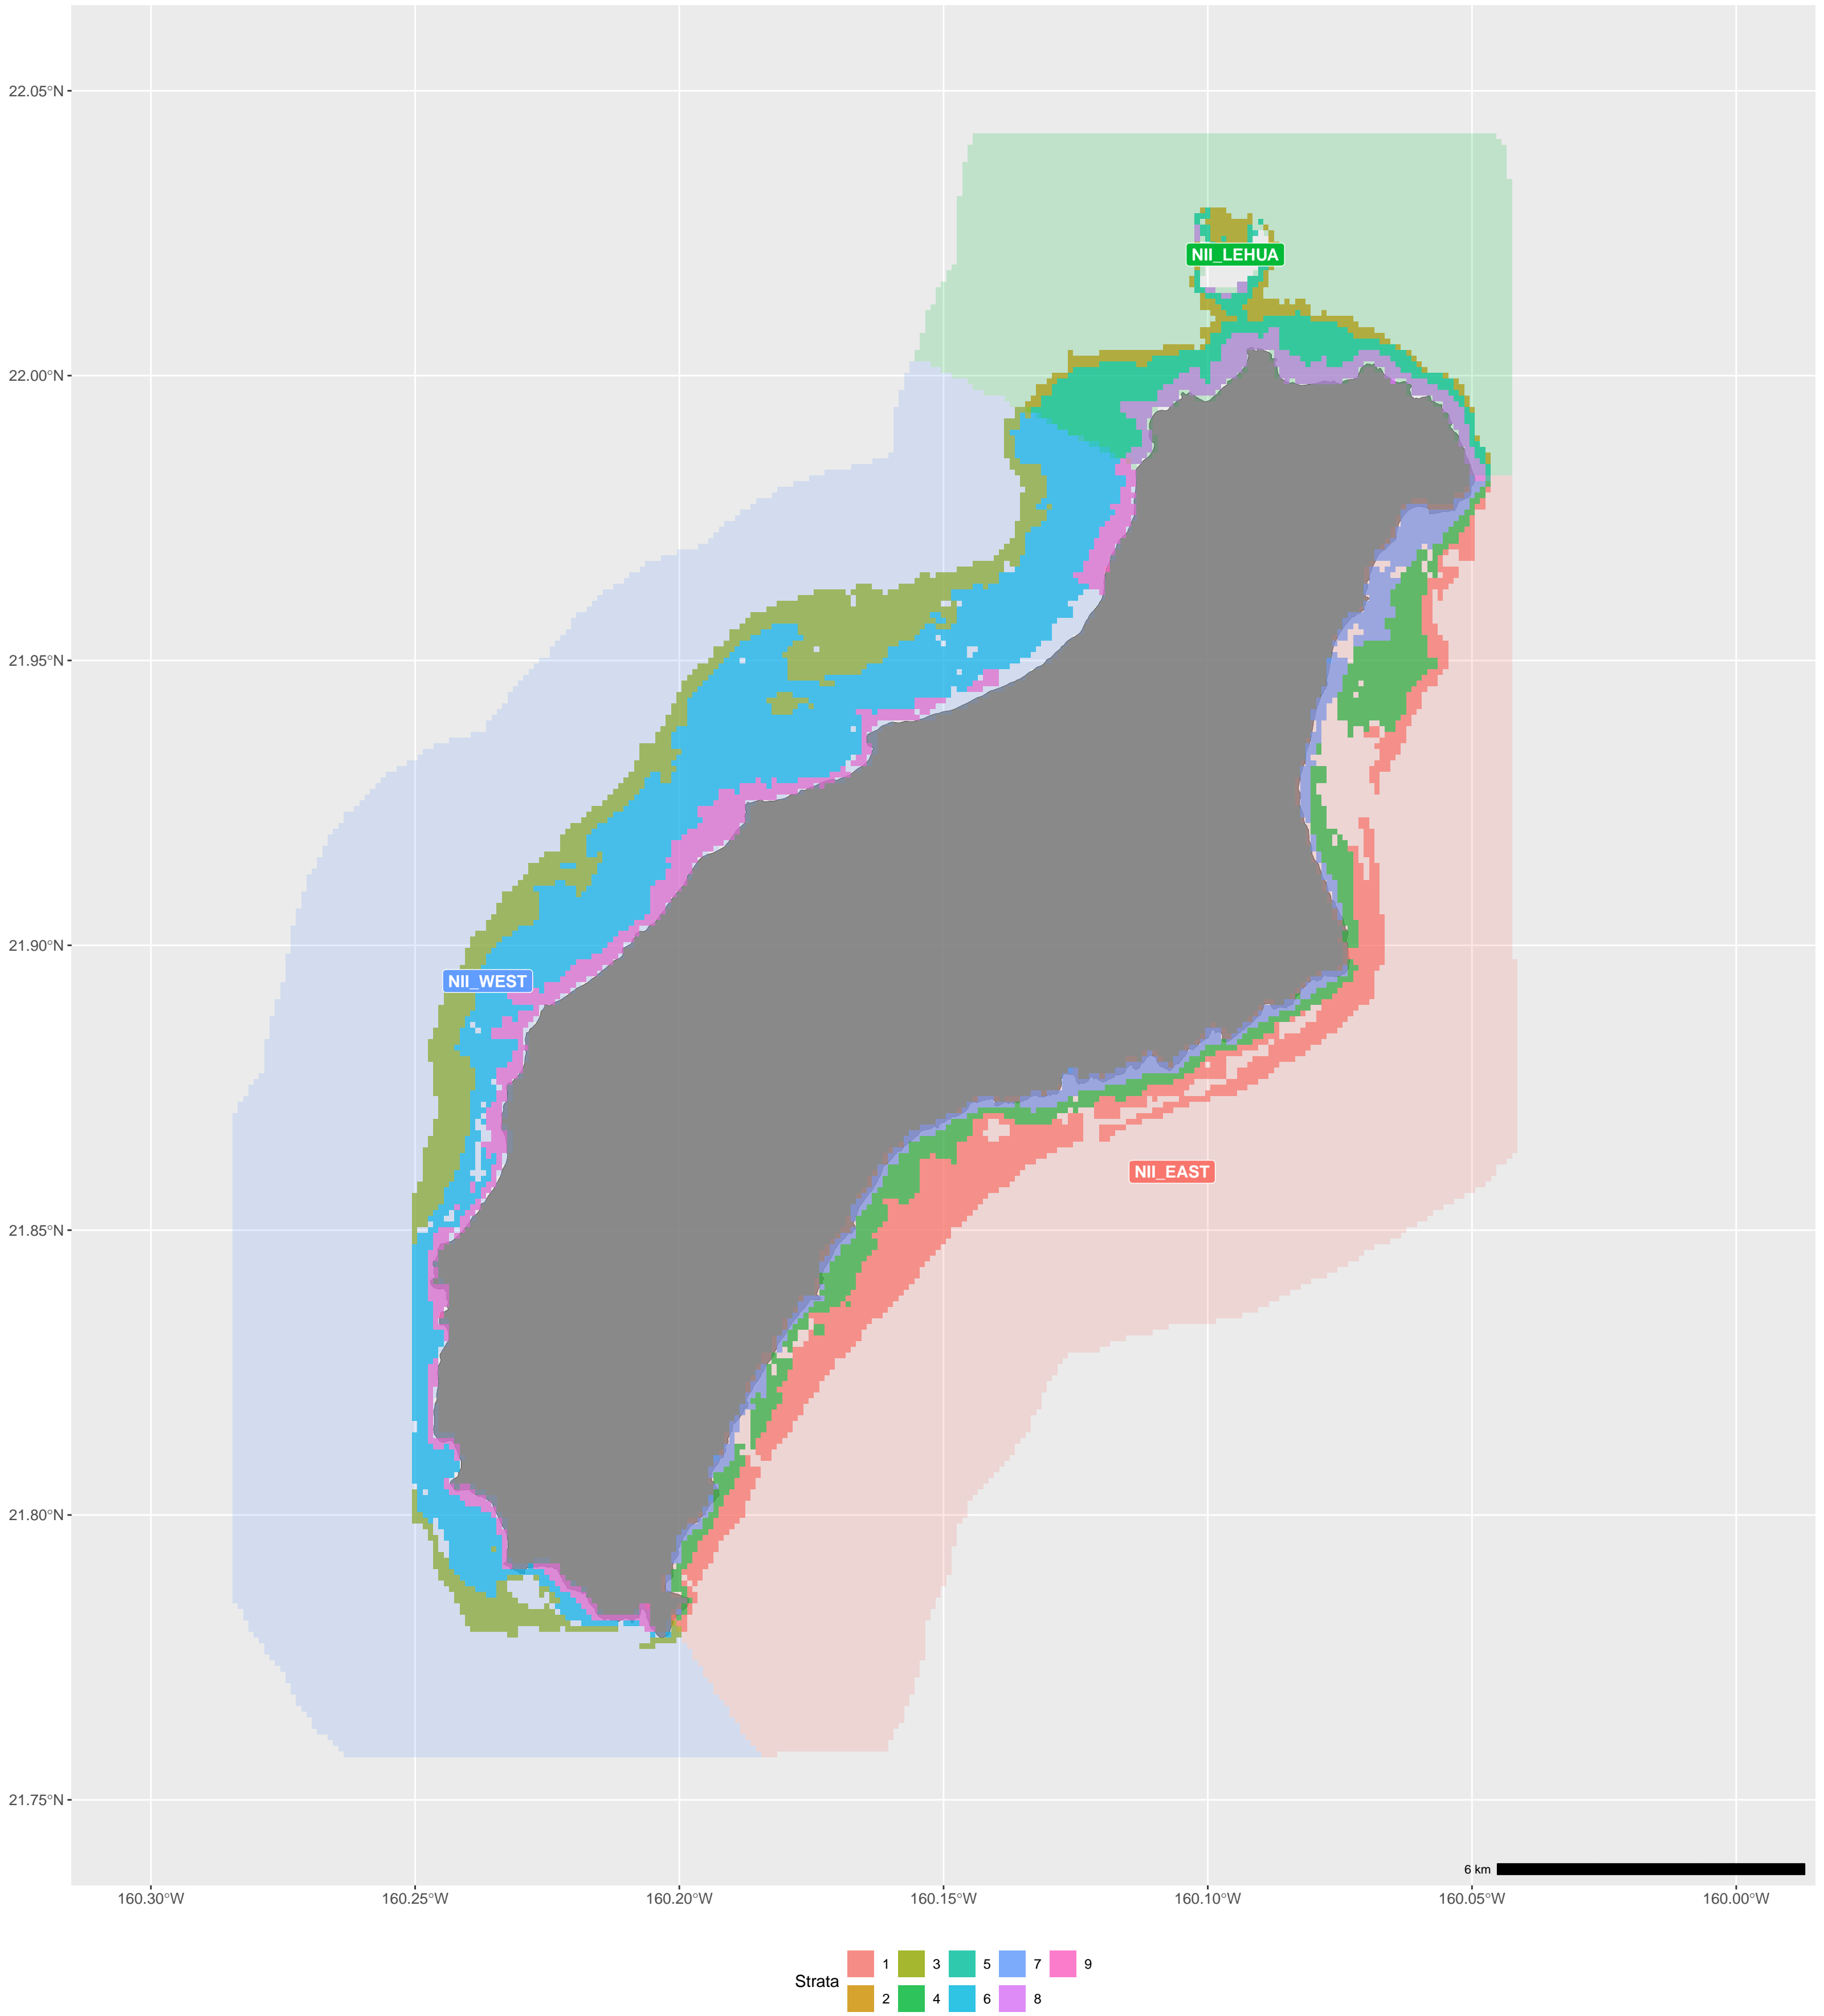 22.05°N
NII_LEHUA
22.00°N
21.95°N
21.90°N
NII_WEST
NII_EAST
21.85°N
21.80°N
21.75°N
6 km
160.30°W 160.25°W 160.20°W 160.15°W 160.10°W 160.05°W 160.00°W
Strata
1 3 5 7 9
2 4 6 8